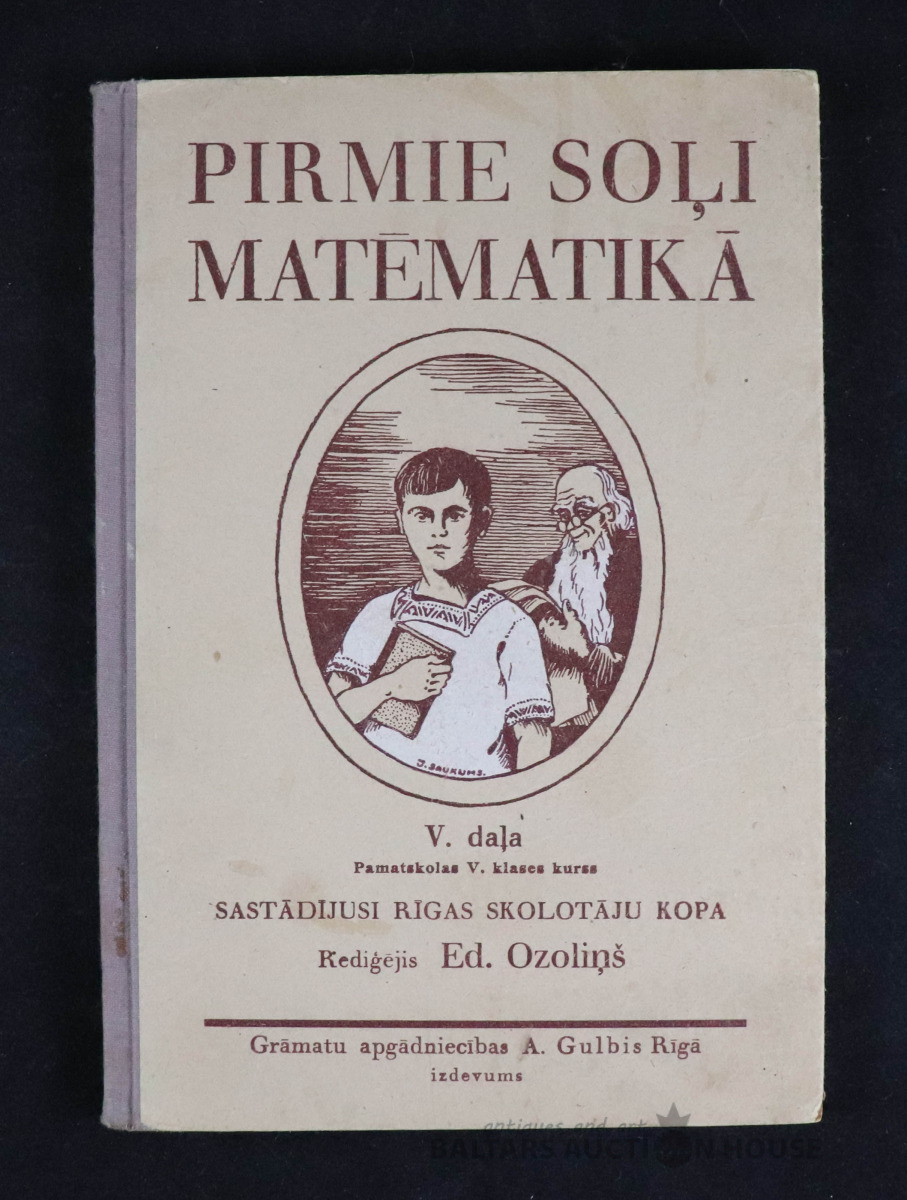 PIRMIE SOĻI
MATĒMATIKĀ
J. SAUKUMS.
V. daļa
Pamatskolas V. klases kurss
SASTĀDĪJUSI RĪGAS SKOLOTĀJU KOPA
Rediģējis Ed. Ozoliņš
Grāmatu apgādniecības A. Gulbis Rīgā
izdevums
antiques and art
BALTARS AUCTION HOUSE